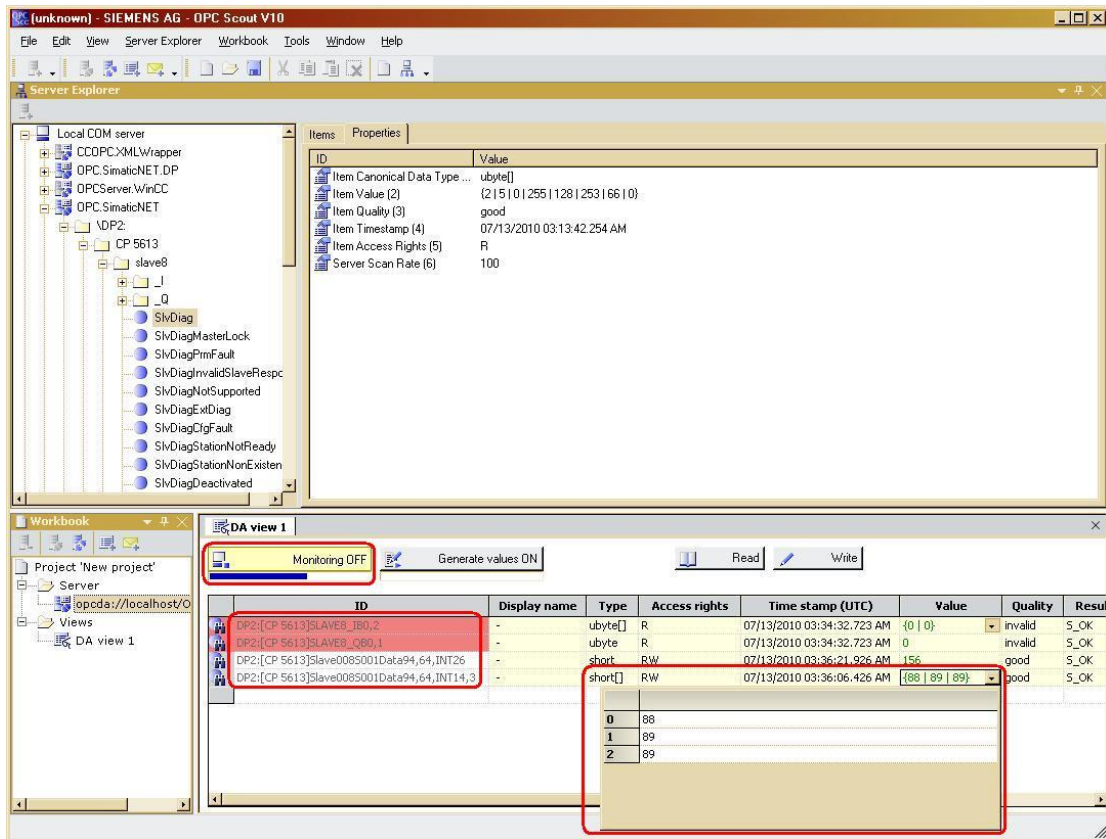 (unknown) - SIEMENS AG - OPC Scout V10
File Edit View Server Explorer Workbook Tools Window Help
Server Explorer
Local COM server
CCOPC.XMLWrapper
OPC.SimaticNET.DP
OPCServer.WinCC
OPC.SimaticNET
\DP2:
CP 5613
slave8
_I
_Q
SlvDiag
SlvDiagMasterLock
SlvDiagPrmFault
SlvDiagInvalidSlaveRespc
SlvDiagNotSupported
SlvDiagExtDiag
SlvDiagCfgFault
SlvDiagStationNotReady
SlvDiagStationNonExisten
SlvDiagDeactivated
Items Properties
ID Value
Item Canonical Data Type ... ubyte[]
Item Value (2) {2 | 5 | 0 | 255 | 128 | 253 | 66 | 0}
Item Quality (3) good
Item Timestamp (4) 07/13/2010 03:13:42.254 AM
Item Access Rights (5) R
Server Scan Rate (6) 100
Workbook
Project 'New project'
Server
opcda://localhost/O
Views
DA view 1
DA view 1
Monitoring OFF Generate values ON Read Write
ID Display name Type Access rights Time stamp (UTC) Value Quality Resul
DP2:[CP 5613]SLAVE8_IB0,2 - ubyte[] R 07/13/2010 03:34:32.723 AM {0 | 0} invalid S_OK
DP2:[CP 5613]SLAVE8_QB0,1 - ubyte R 07/13/2010 03:34:32.723 AM 0 invalid S_OK
DP2:[CP 5613]Slave008S001Data94,64,INT26 - short RW 07/13/2010 03:36:21.926 AM 156 good S_OK
DP2:[CP 5613]Slave008S001Data94,64,INT14,3 - short[] RW 07/13/2010 03:36:06.426 AM {88 | 89 | 89} good S_OK
0 88
1 89
2 89